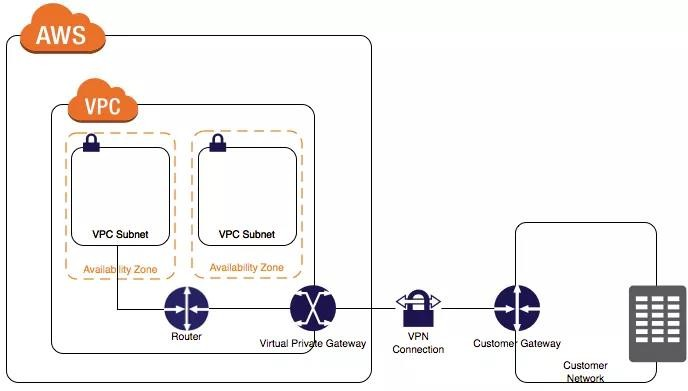 AWS
VPC
VPC Subnet
VPC Subnet
Availability Zone
Availability Zone
Router
Virtual Private Gateway
VPN
Connection
Customer Gateway
Customer
Network